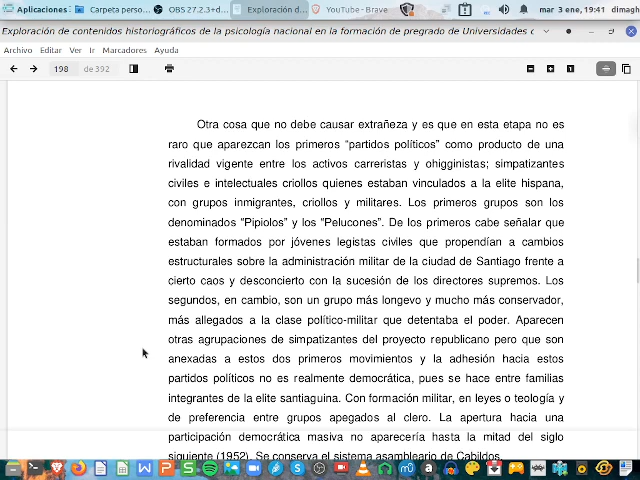 Aplicaciones Carpeta perso... OBS 27.2.3+d... Exploración d... YouTube - Brave mar 3 ene, 19:41 dimagh
Exploración de contenidos historiográficos de la psicología nacional en la formación de pregrado de Universidades c
Archivo Editar Ver Ir Marcadores Ayuda
198 de 392
Otra cosa que no debe causar extrañeza y es que en esta etapa no es
raro que aparezcan los primeros “partidos políticos” como producto de una
rivalidad vigente entre los activos carreristas y ohigginistas; simpatizantes
civiles e intelectuales criollos quienes estaban vinculados a la elite hispana,
con grupos inmigrantes, criollos y militares. Los primeros grupos son los
denominados “Pipiolos” y los “Pelucones”. De los primeros cabe señalar que
estaban formados por jóvenes legistas civiles que propendían a cambios
estructurales sobre la administración militar de la ciudad de Santiago frente a
cierto caos y desconcierto con la sucesión de los directores supremos. Los
segundos, en cambio, son un grupo más longevo y mucho más conservador,
más allegados a la clase político-militar que detentaba el poder. Aparecen
otras agrupaciones de simpatizantes del proyecto republicano pero que son
anexadas a estos dos primeros movimientos y la adhesión hacia estos
partidos políticos no es realmente democrática, pues se hace entre familias
integrantes de la elite santiaguina. Con formación militar, en leyes o teología y
de preferencia entre grupos apegados al clero. La apertura hacia una
participación democrática masiva no aparecería hasta la mitad del siglo
siguiente (1952). Se conserva el sistema asambleario de Cabildos.